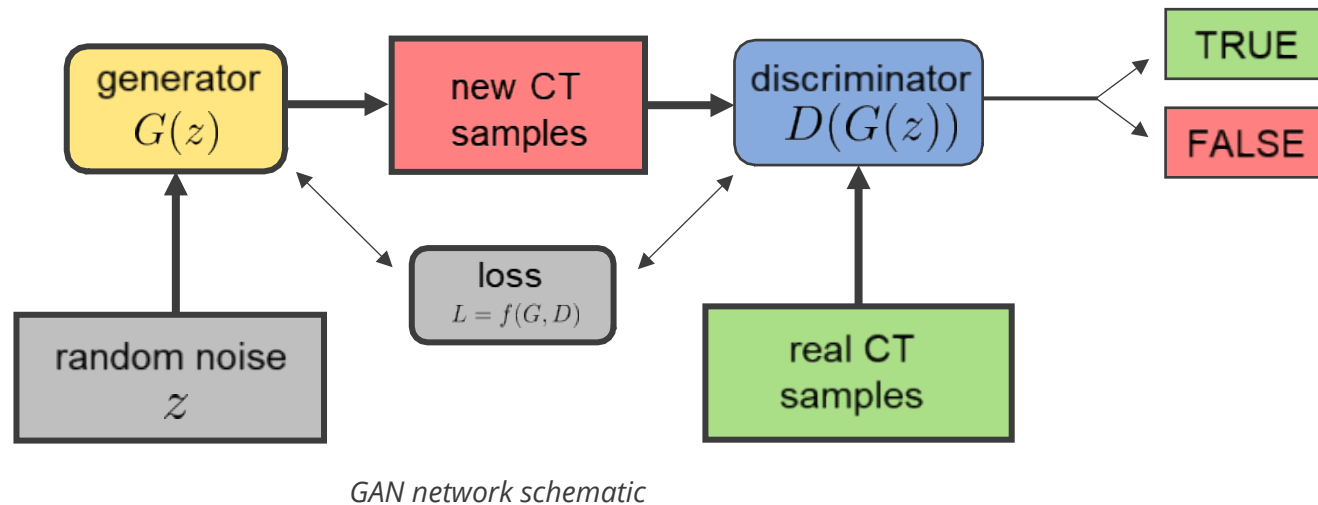 generator
G(z)
new CT
samples
discriminator
D(G(z))
TRUE
FALSE
loss
L = f(G, D)
random noise
z
real CT
samples
GAN network schematic